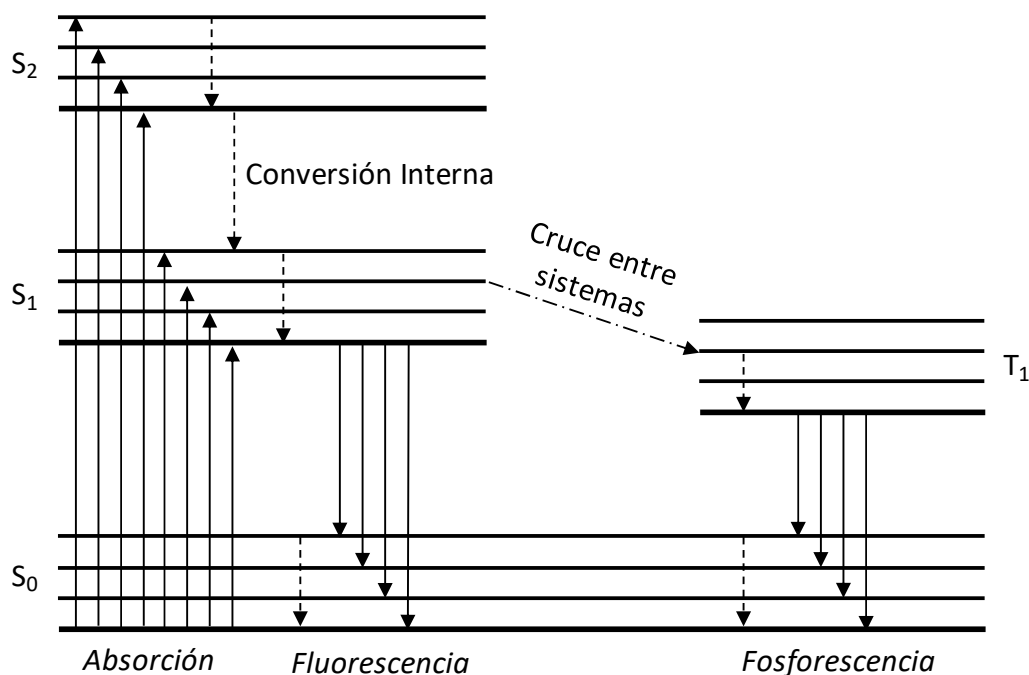 S2
Conversión Interna
Cruce entre
sistemas
S1
T1
S0
Absorción
Fluorescencia
Fosforescencia